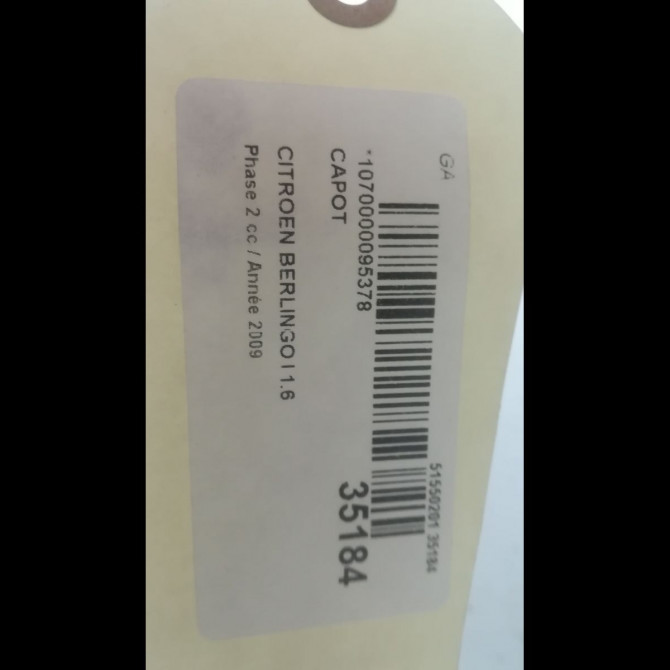 GA
51550201 35184
*1070000095378
CAPOT
35184
CITROEN BERLINGO I 1.6
Phase 2 cc / Année 2009